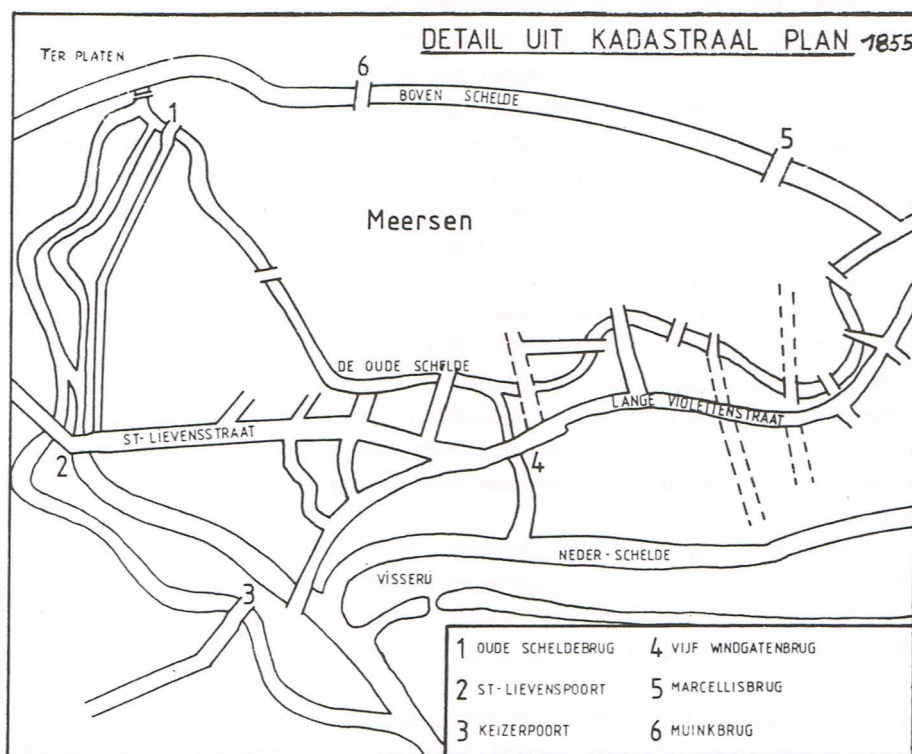 DETAIL UIT KADASTRAAL PLAN 1855
TER PLATEN
6
BOVEN SCHELDE
1
5
Meersen
DE OUDE SCHELDE
LANGE VIOLETTENSTRAAT
ST-LIEVENSSTRAAT
2
4
NEDER-SCHELDE
VISSERIJ
3
1 OUDE SCHELDEBRUG
2 ST-LIEVENSPOORT
3 KEIZERPOORT
4 VIJF WINDGATENBRUG
5 MARCELLISBRUG
6 MUINKBRUG